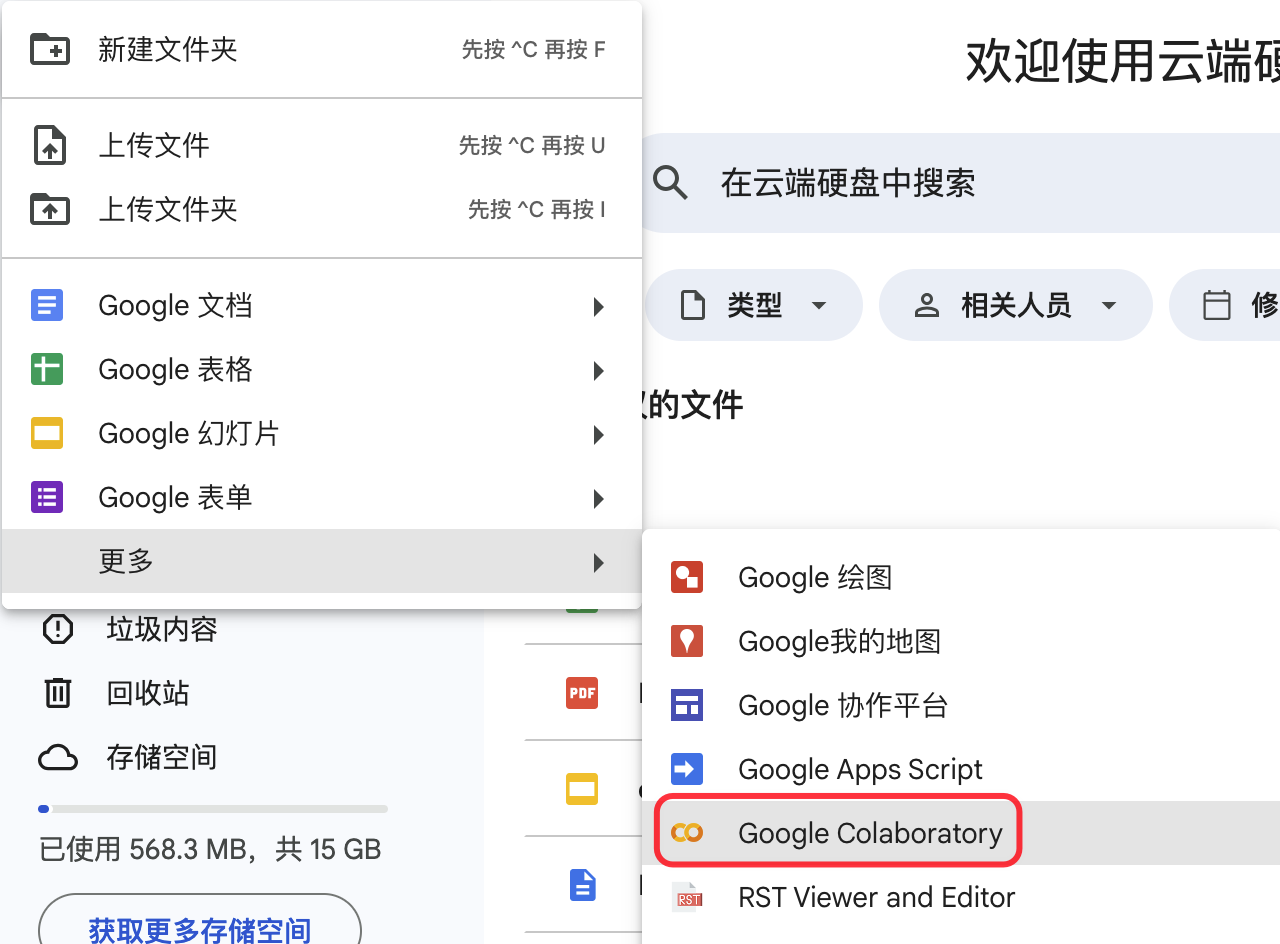 新建文件夹 先按 ^C 再按 F
上传文件 先按 ^C 再按 U
上传文件夹 先按 ^C 再按 I
Google 文档
Google 表格
Google 幻灯片
Google 表单
更多
垃圾内容
回收站
存储空间
已使用 568.3 MB，共 15 GB
获取更多存储空间
欢迎使用云端硬
在云端硬盘中搜索
类型
相关人员
修
的文件
PDF
Google 绘图
Google我的地图
Google 协作平台
Google Apps Script
Google Colaboratory
RST
RST Viewer and Editor